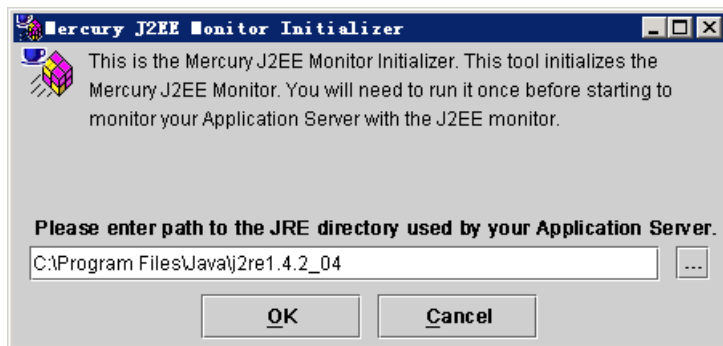 Mercury J2EE Monitor Initializer
This is the Mercury J2EE Monitor Initializer. This tool initializes the
Mercury J2EE Monitor. You will need to run it once before starting to
monitor your Application Server with the J2EE monitor.
Please enter path to the JRE directory used by your Application Server.
C:\Program Files\Java\j2re1.4.2_04
...
OK
Cancel